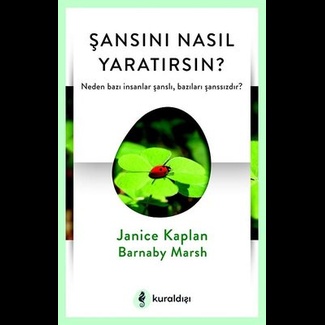 ŞANSINI NASIL
YARATIRSIN?
Neden bazı insanlar şanslı, bazıları şanssızdır?
Janice Kaplan
Barnaby Marsh
kuraldışı